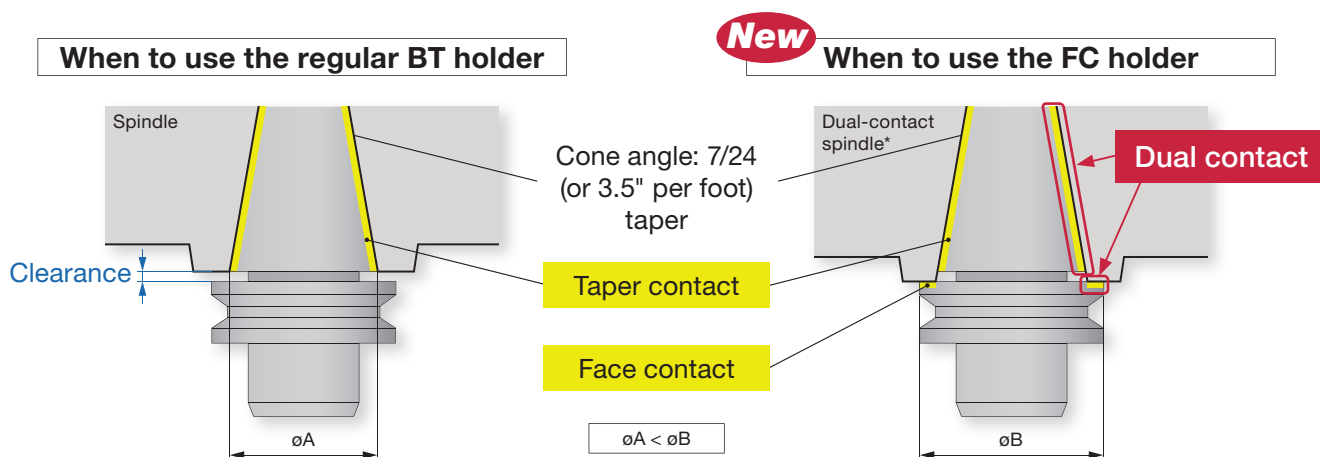 When to use the regular BT holder
New
When to use the FC holder
Spindle
Clearance
Cone angle: 7/24
(or 3.5" per foot)
taper
Taper contact
Face contact
Dual-contact
spindle*
Dual contact
øA
øA < øB
øB